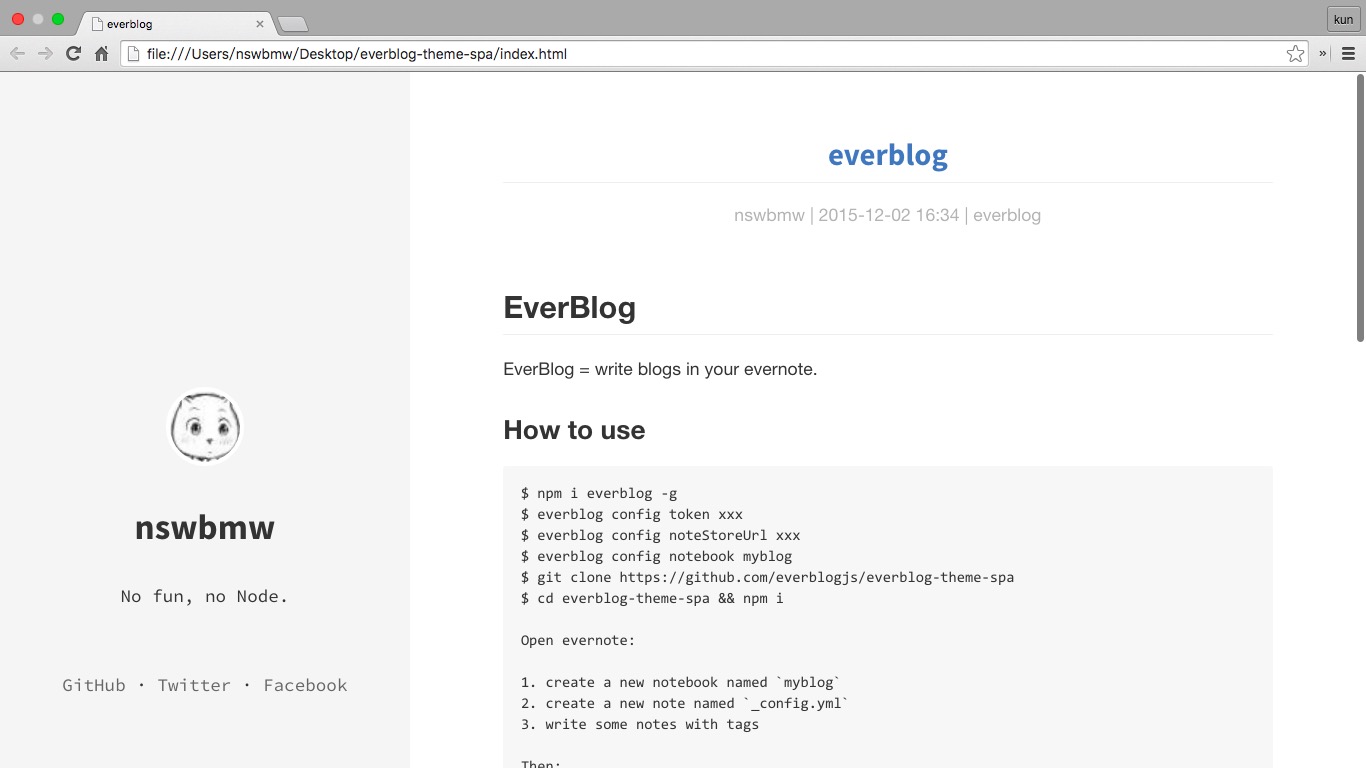 everblog
kun
file:///Users/nswbmw/Desktop/everblog-theme-spa/index.html
»
nswbmw
No fun, no Node.
GitHub · Twitter · Facebook
everblog
nswbmw | 2015-12-02 16:34 | everblog
EverBlog
EverBlog = write blogs in your evernote.
How to use
$ npm i everblog -g
$ everblog config token xxx
$ everblog config noteStoreUrl xxx
$ everblog config notebook myblog
$ git clone https://github.com/everblogjs/everblog-theme-spa
$ cd everblog-theme-spa && npm i
Open evernote:
1. create a new notebook named `myblog`
2. create a new note named `_config.yml`
3. write some notes with tags
Then: